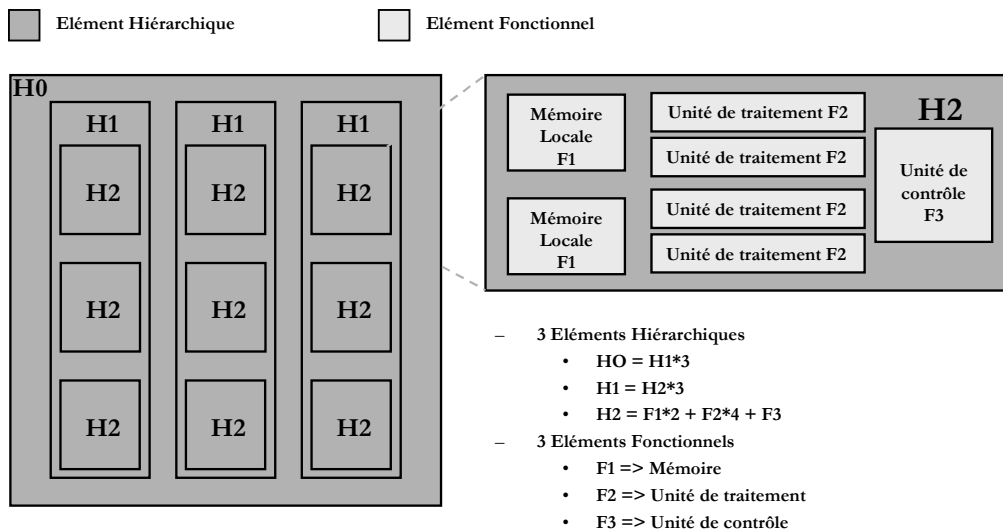 Elément Hiérarchique
Elément Fonctionnel
H0
H1
H1
H1
H2
H2
H2
H2
H2
H2
H2
H2
H2
Mémoire
Locale
F1
Mémoire
Locale
F1
Unité de traitement F2
Unité de traitement F2
Unité de traitement F2
Unité de traitement F2
H2
Unité de
contrôle
F3
– 3 Eléments Hiérarchiques
• HO = H1*3
• H1 = H2*3
• H2 = F1*2 + F2*4 + F3
– 3 Eléments Fonctionnels
• F1 => Mémoire
• F2 => Unité de traitement
• F3 => Unité de contrôle